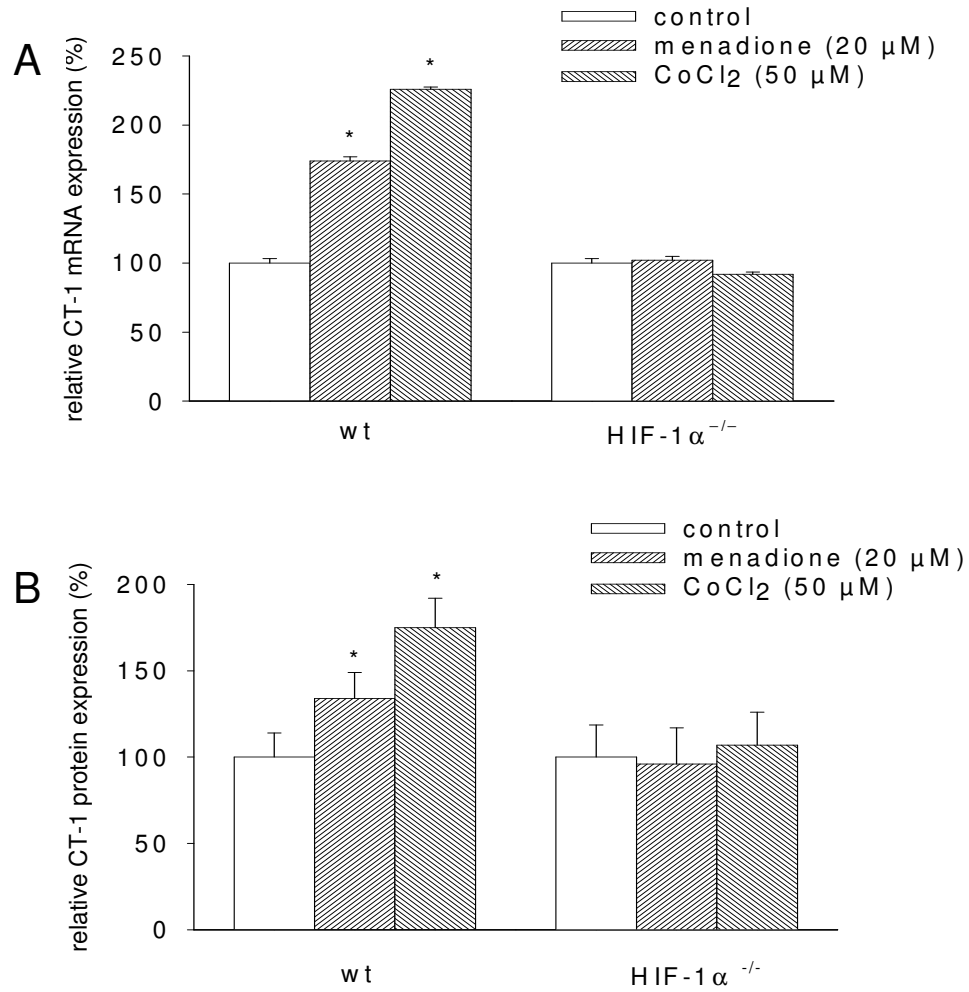 A
relative CT-1 mRNA expression (%)
250
200
150
100
50
0
control
menadione (20 µM)
CoCl2 (50 µM)
*
*
wt
HIF-1α−/−
B
relative CT-1 protein expression (%)
200
150
100
50
0
control
menadione (20 µM)
CoCl2 (50 µM)
*
*
wt
HIF-1α -/-